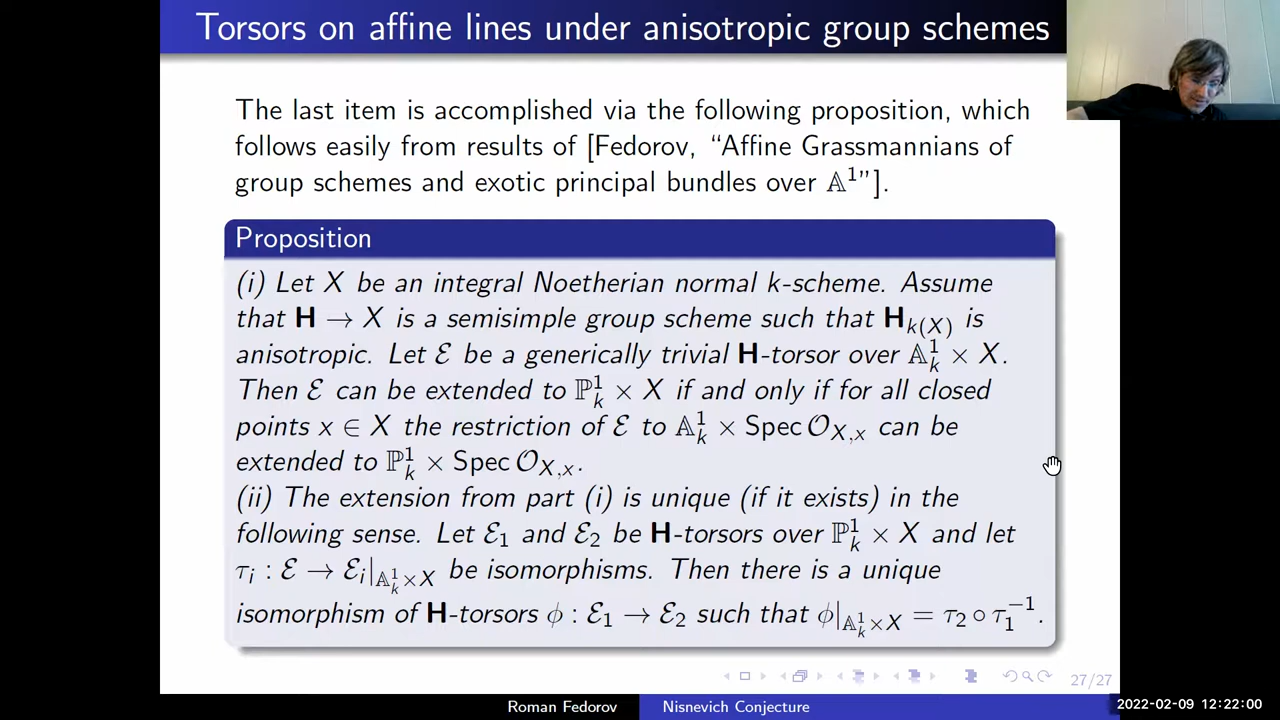 Torsors on affine lines under anisotropic group schemes
The last item is accomplished via the following proposition, which
follows easily from results of [Fedorov, “Affine Grassmannians of
group schemes and exotic principal bundles over 𝔸¹”].
Proposition
(i) Let X be an integral Noetherian normal k-scheme. Assume
that H → X is a semisimple group scheme such that H_{k(X)} is
anisotropic. Let ℰ be a generically trivial H-torsor over 𝔸¹_k × X.
Then ℰ can be extended to ℙ¹_k × X if and only if for all closed
points x ∈ X the restriction of ℰ to 𝔸¹_k × Spec 𝒪_{X,x} can be
extended to ℙ¹_k × Spec 𝒪_{X,x}.
(ii) The extension from part (i) is unique (if it exists) in the
following sense. Let ℰ₁ and ℰ₂ be H-torsors over ℙ¹_k × X and let
τ_i : ℰ → ℰ_i|_{𝔸¹_k×X} be isomorphisms. Then there is a unique
isomorphism of H-torsors ϕ : ℰ₁ → ℰ₂ such that ϕ|_{𝔸¹_k×X} = τ₂ ∘ τ₁⁻¹.
27/27
Roman Fedorov
Nisnevich Conjecture
2022-02-09 12:22:00